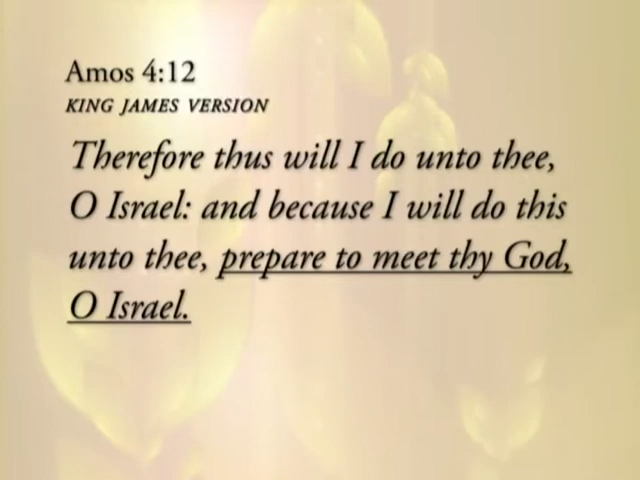 Amos 4:12
KING JAMES VERSION
Therefore thus will I do unto thee,
O Israel: and because I will do this
unto thee, prepare to meet thy God,
O Israel.